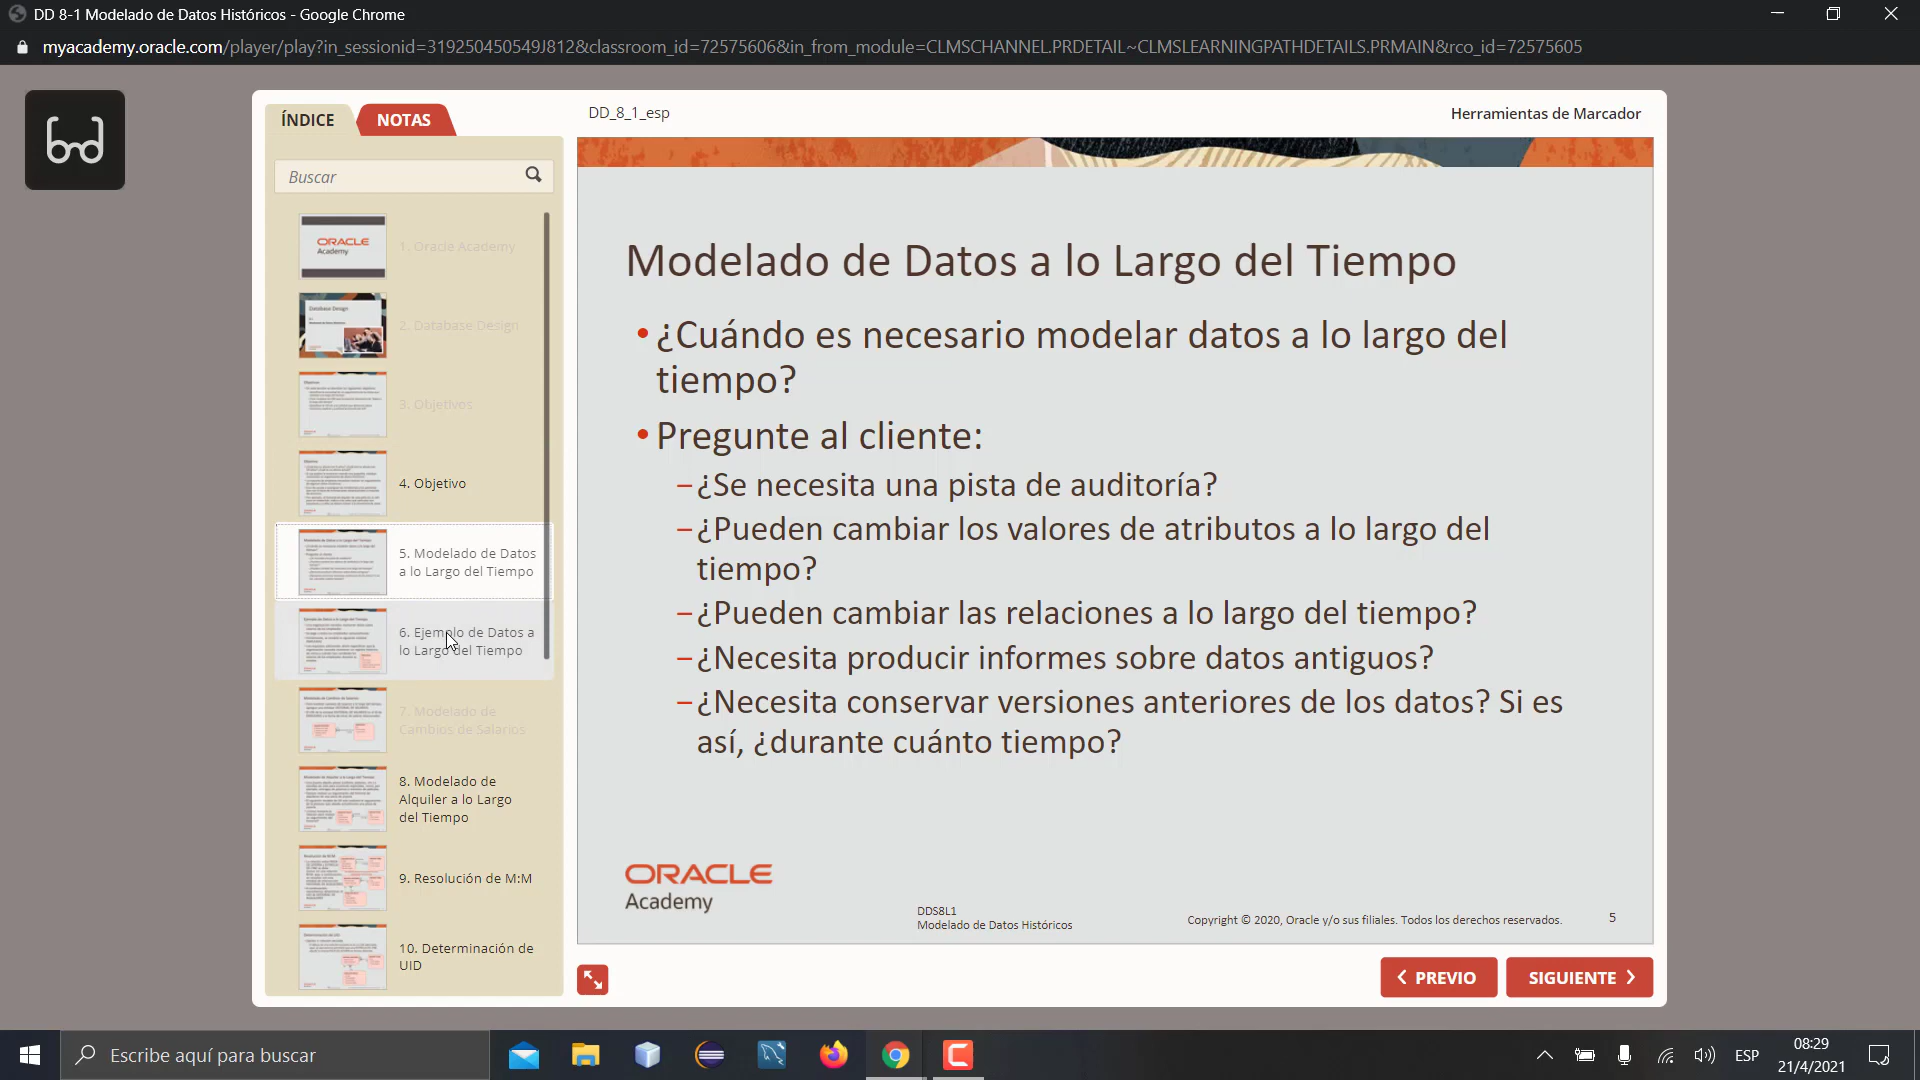 DD 8-1 Modelado de Datos Históricos - Google Chrome
myacademy.oracle.com/player/play?in_sessionid=319250450549J812&classroom_id=72575606&in_from_module=CLMSCHANNEL.PRDETAIL~CLMSLEARNINGPATHDETAILS.PRMAIN&rco_id=72575605
ÍNDICE
NOTAS
DD_8_1_esp
Herramientas de Marcador
Buscar
ORACLE
Academy
1. Oracle Academy
Database Design
2. Database Design
3. Objetivos
4. Objetivo
5. Modelado de Datos
a lo Largo del Tiempo
6. Ejemplo de Datos a
lo Largo del Tiempo
7. Modelado de
Cambios de Salarios
8. Modelado de
Alquiler a lo Largo
del Tiempo
9. Resolución de M:M
10. Determinación de
UID
Modelado de Datos a lo Largo del Tiempo
•¿Cuándo es necesario modelar datos a lo largo del
tiempo?
•Pregunte al cliente:
–¿Se necesita una pista de auditoría?
–¿Pueden cambiar los valores de atributos a lo largo del
tiempo?
–¿Pueden cambiar las relaciones a lo largo del tiempo?
–¿Necesita producir informes sobre datos antiguos?
–¿Necesita conservar versiones anteriores de los datos? Si es
así, ¿durante cuánto tiempo?
ORACLE
Academy
DDS8L1
Modelado de Datos Históricos
Copyright © 2020, Oracle y/o sus filiales. Todos los derechos reservados.
5
PREVIO
SIGUIENTE
Escribe aquí para buscar
ESP
08:29
21/4/2021